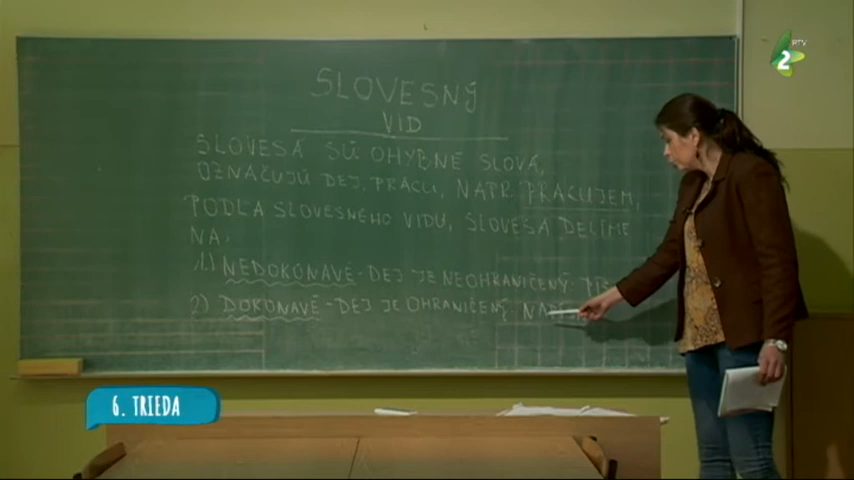 SLOVESNÝ
VID
SLOVESÁ SÚ OHYBNÉ SLOVÁ,
OZNAČUJÚ DEJ, PRÁCU, NAPR. PRACUJEM,
PODĽA SLOVESNÉHO VIDU, SLOVESÁ DELÍME
NA:
1.) NEDOKONAVÉ - DEJ JE NEOHRANIČENÝ:
2) DOKONAVÉ - DEJ JE OHRANIČENÝ:
6. TRIEDA
RTV
2